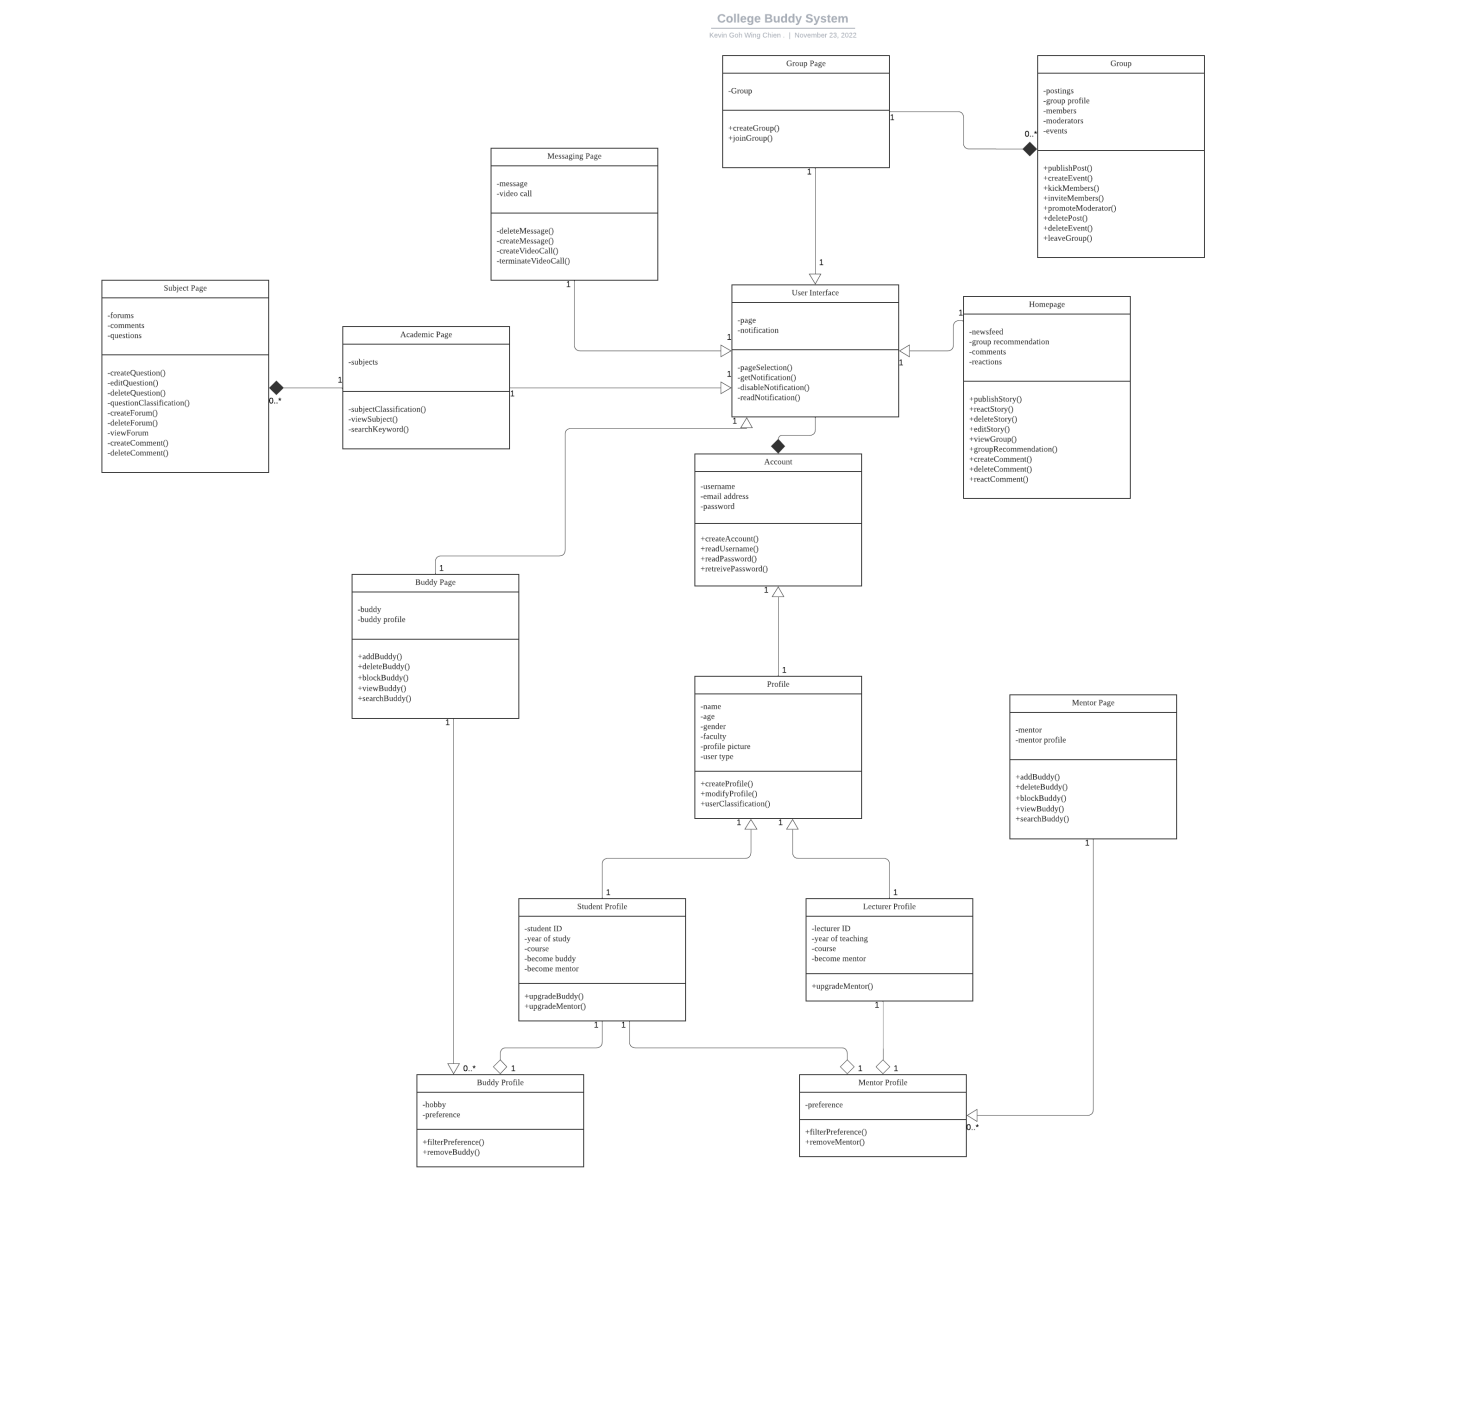 College Buddy System
Kevin Goh Wing Chien . | November 23, 2022
Group Page
-Group
+createGroup()
+joinGroup()
1
1
1
Group
-postings
-group profile
-members
-moderators
-events
+publishPost()
+createEvent()
+kickMembers()
+inviteMembers()
+promoteModerator()
+deletePost()
+deleteEvent()
+leaveGroup()
0..*
Messaging Page
-message
-video call
-deleteMessage()
-createMessage()
-createVideoCall()
-terminateVideoCall()
1
Subject Page
-forums
-comments
-questions
-createQuestion()
-editQuestion()
-deleteQuestion()
-questionClassification()
-createForum()
-deleteForum()
-viewForum
-createComment()
-deleteComment()
0..*
Academic Page
-subjects
-subjectClassification()
-viewSubject()
-searchKeyword()
1
1
User Interface
-page
-notification
-pageSelection()
-getNotification()
-disableNotification()
-readNotification()
1
1
1
1
Homepage
-newsfeed
-group recommendation
-comments
-reactions
+publishStory()
+reactStory()
+deleteStory()
+editStory()
+viewGroup()
+groupRecommendation()
+createComment()
+deleteComment()
+reactComment()
1
Account
-username
-email address
-password
+createAccount()
+readUsername()
+readPassword()
+retreivePassword()
1
1
Buddy Page
-buddy
-buddy profile
+addBuddy()
+deleteBuddy()
+blockBuddy()
+viewBuddy()
+searchBuddy()
1
1
Profile
-name
-age
-gender
-faculty
-profile picture
-user type
+createProfile()
+modifyProfile()
+userClassification()
1
1
1
Mentor Page
-mentor
-mentor profile
+addBuddy()
+deleteBuddy()
+blockBuddy()
+viewBuddy()
+searchBuddy()
1
Student Profile
-student ID
-year of study
-course
-become buddy
-become mentor
+upgradeBuddy()
+upgradeMentor()
1
1
1
Lecturer Profile
-lecturer ID
-year of teaching
-course
-become mentor
+upgradeMentor()
1
1
Buddy Profile
-hobby
-preference
+filterPreference()
+removeBuddy()
0..*
1
Mentor Profile
-preference
+filterPreference()
+removeMentor()
1
1
0..*